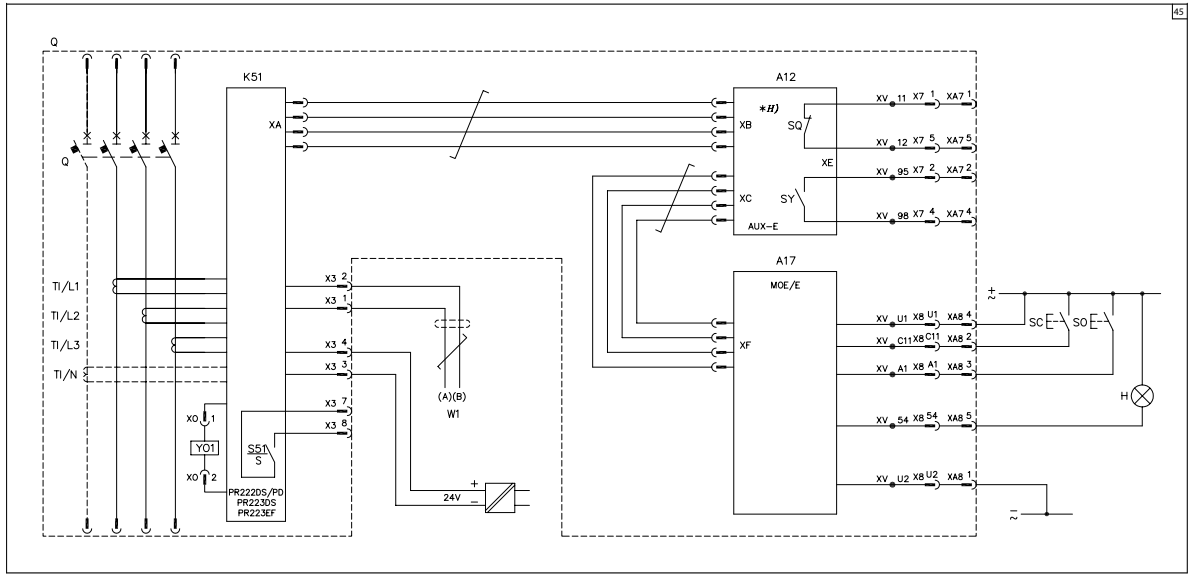 45
Q
K51
A12
XA
*H)
XB
SQ
XV 11 X7 1 XA7 1
XV 12 X7 5 XA7 5
XE
XV 95 X7 2 XA7 2
XC
SY
XV 98 X7 4 XA7 4
AUX-E
Q
A17
MOE/E
TI/L1
X3 2
X3 1
TI/L2
TI/L3
X3 4
TI/N
X3 3
+
~
XV U1 X8 U1 XA8 4
SC
SO
XF
XV C11 X8 C11 XA8 2
XV A1 X8 A1 XA8 3
(A)(B)
W1
H
XO 1
X3 7
YO1
X3 8
S51
S
XV 54 X8 54 XA8 5
XO 2
PR222DS/PD
PR223DS
PR223EF
+
24V
–
XV U2 X8 U2 XA8 1
–
~